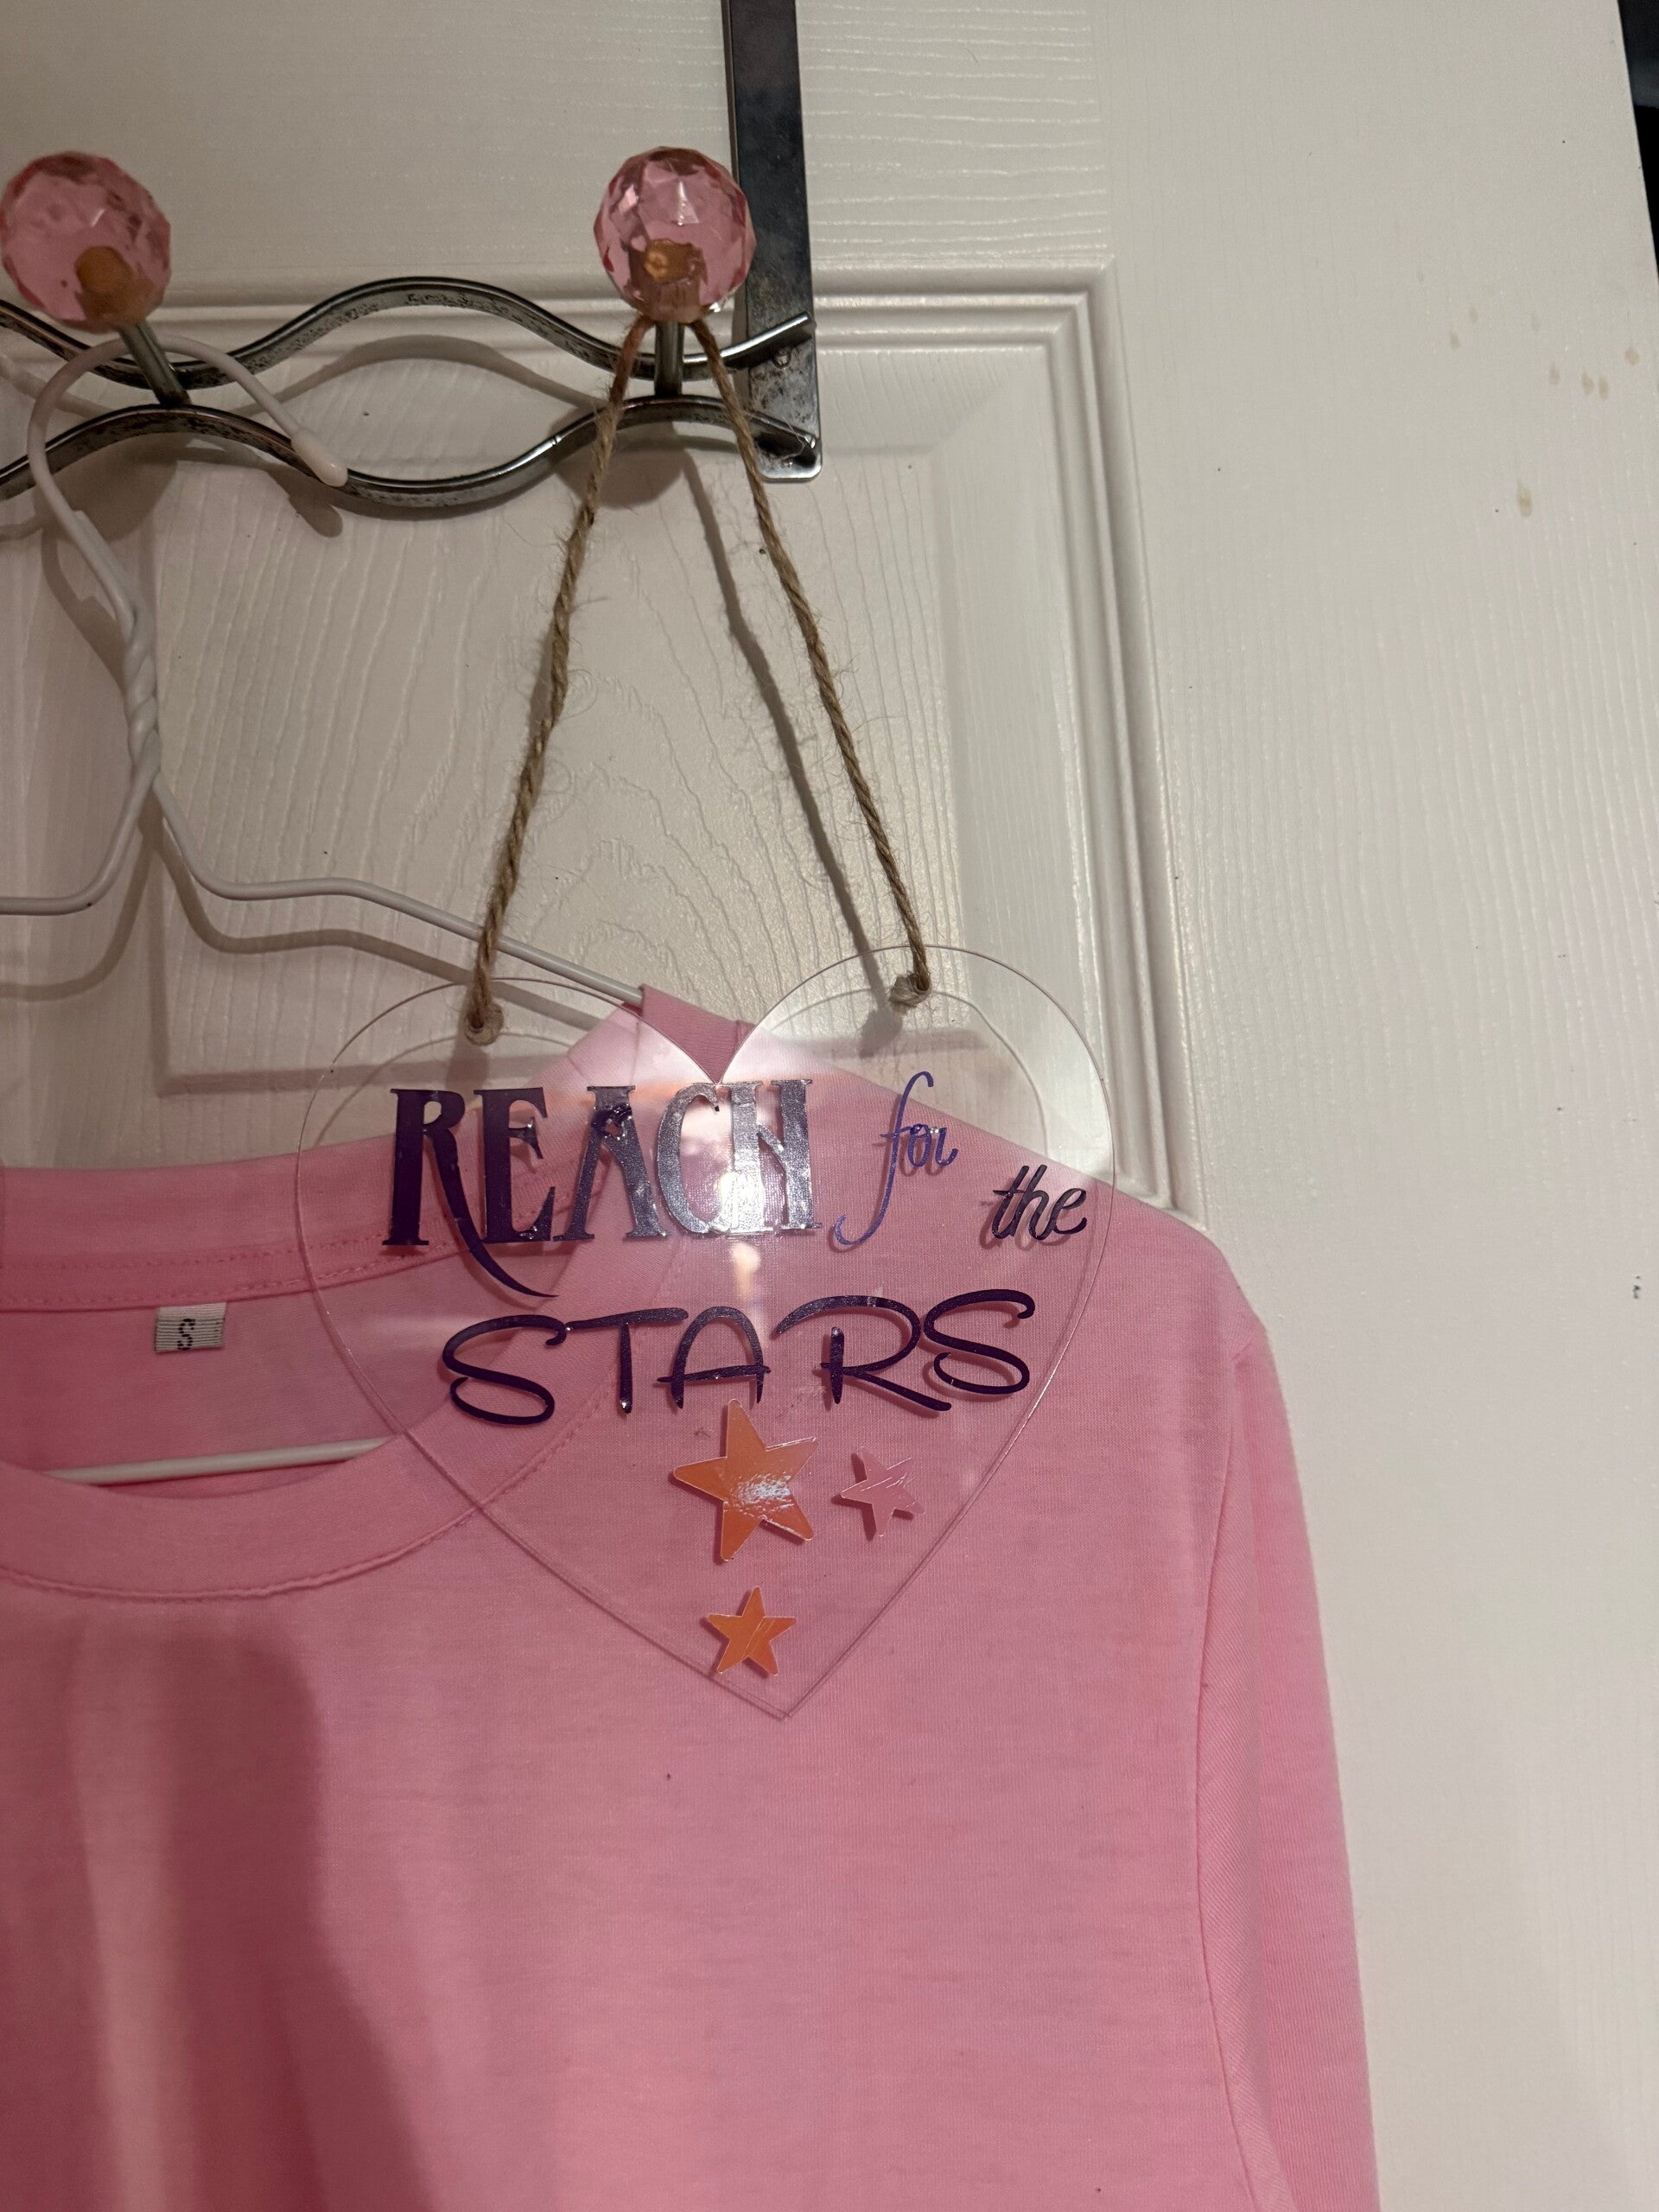 REACH for the
STARS
S